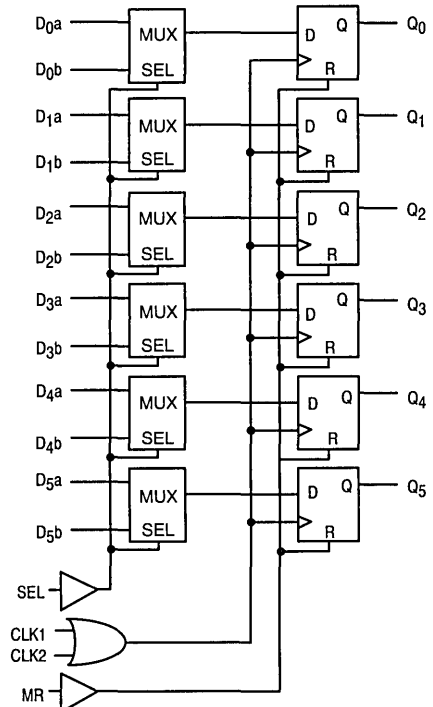 D0a MUX D Q Q0
D0b SEL R
D1a MUX D Q Q1
D1b SEL R
D2a MUX D Q Q2
D2b SEL R
D3a MUX D Q Q3
D3b SEL R
D4a MUX D Q Q4
D4b SEL R
D5a MUX D Q Q5
D5b SEL R
SEL
CLK1
CLK2
MR